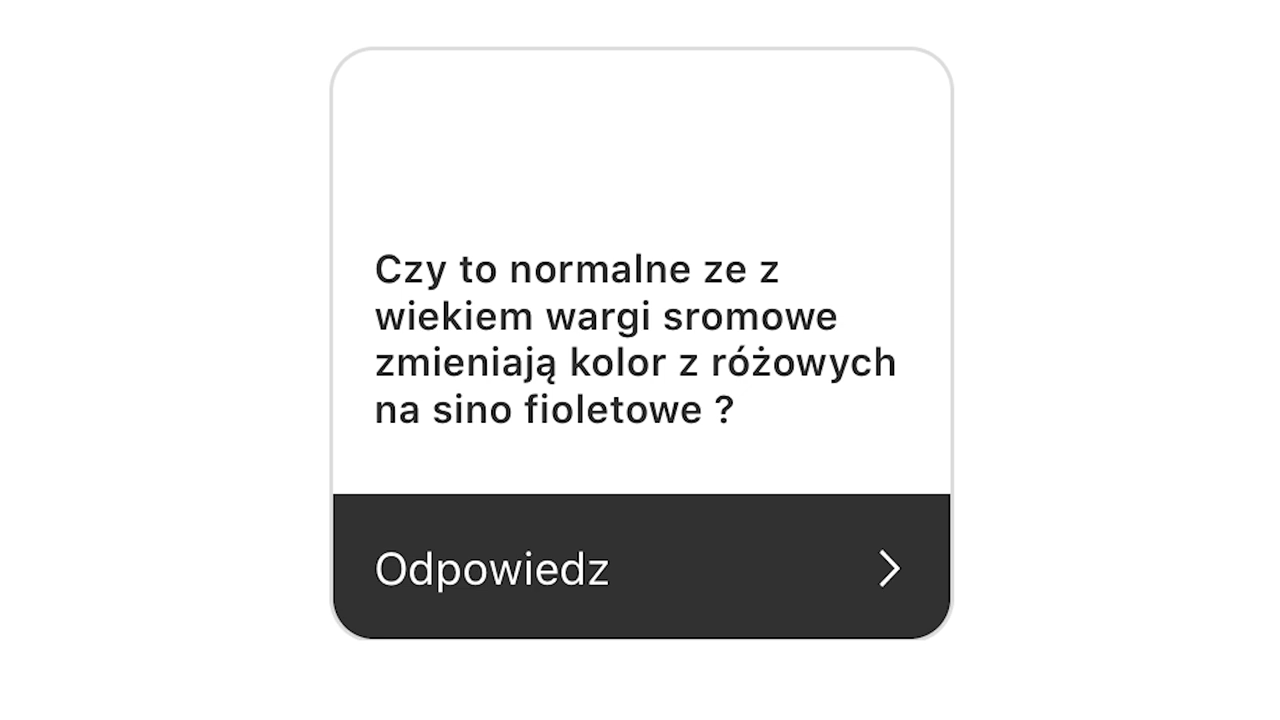 Czy to normalne ze z
wiekiem wargi sromowe
zmieniają kolor z różowych
na sino fioletowe ?
Odpowiedz